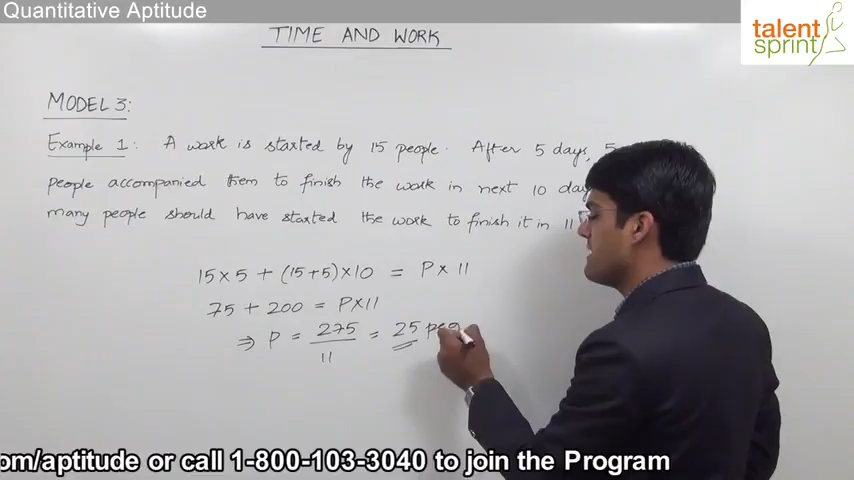 Quantitative Aptitude
talent
sprint
TIME AND WORK
MODEL 3:
Example 1: A work is started by 15 people. After 5 days, 5
people accompanied them to finish the work in next 10
many people should have started the work to finish it in 11
15 × 5 + (15+5) × 10 = P × 11
75 + 200 = P×11
⇒ P = 275/11 = 25
om/aptitude or call 1-800-103-3040 to join the Program